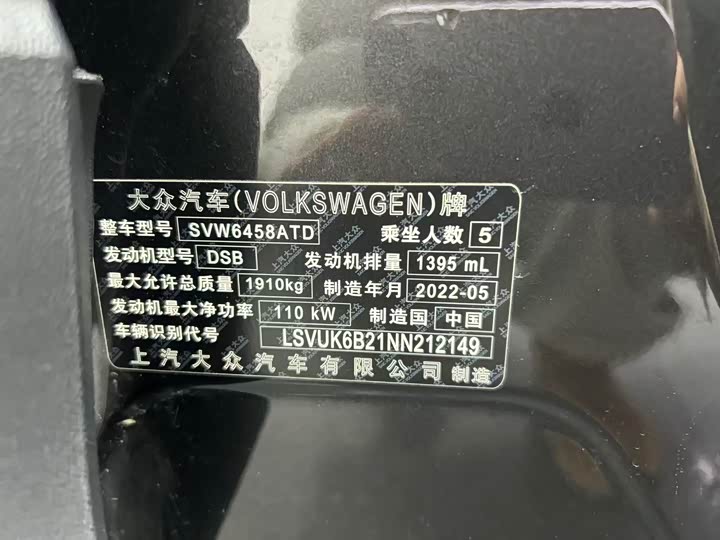 大众汽车(VOLKSWAGEN)牌
整车型号 SVW6458ATD 乘坐人数 5
发动机型号 DSB 发动机排量 1395 mL
最大允许总质量 1910kg 制造年月 2022-05
发动机最大净功率 110 kW 制造国 中国
车辆识别代号 LSVUK6B21NN212149
上汽大众汽车有限公司 制造